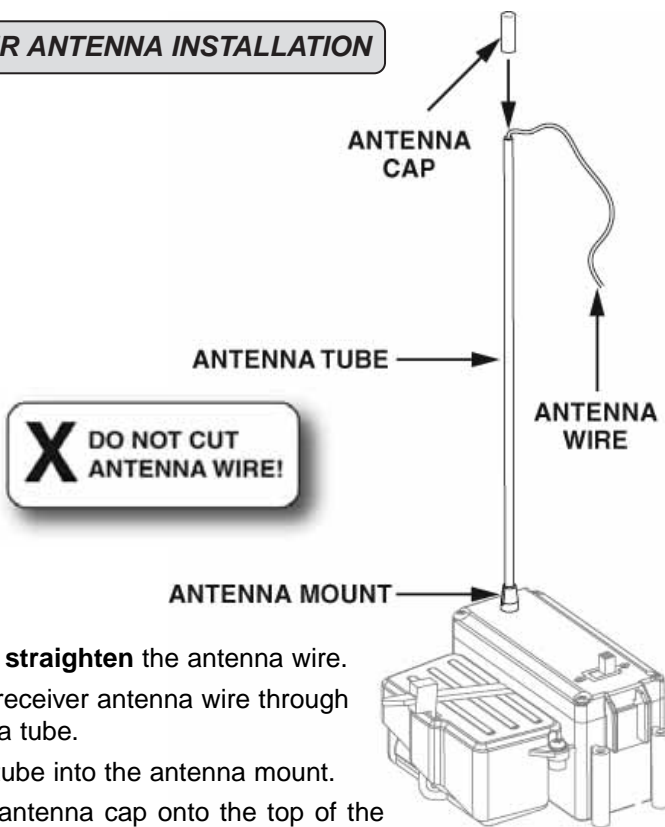 ANTENNA INSTALLATION
ANTENNA
CAP
ANTENNA TUBE
ANTENNA
WIRE
X DO NOT CUT
ANTENNA WIRE!
ANTENNA MOUNT
straighten the antenna wire.
receiver antenna wire through
tube.
tube into the antenna mount.
antenna cap onto the top of the